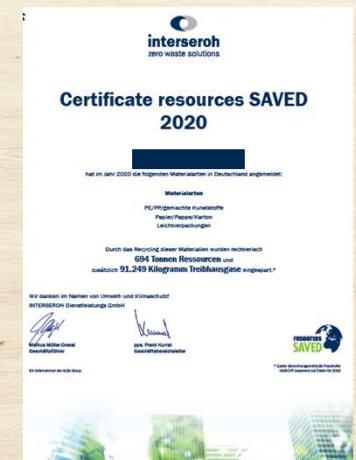 interseroh
zero waste solutions
Certificate resources SAVED
2020
hat im Jahr 2020 die folgenden Materialarten in Deutschland angemeldet:
Materialarten
PE/PP/gemischte Kunststoffe
Papier/Pappe/Karton
Leichtverpackungen
Durch das Recycling dieser Materialien wurden rechnerisch
694 Tonnen Ressourcen und
zusätzlich 91.249 Kilogramm Treibhausgase eingespart.*
Wir danken im Namen von Umwelt- und Klimaschutz!
INTERSEROH Dienstleistungs GmbH
Markus Müller-Drexel
Geschäftsführer
ppa. Frank Kurrat
Geschäftsbereichsleiter
resources
SAVED